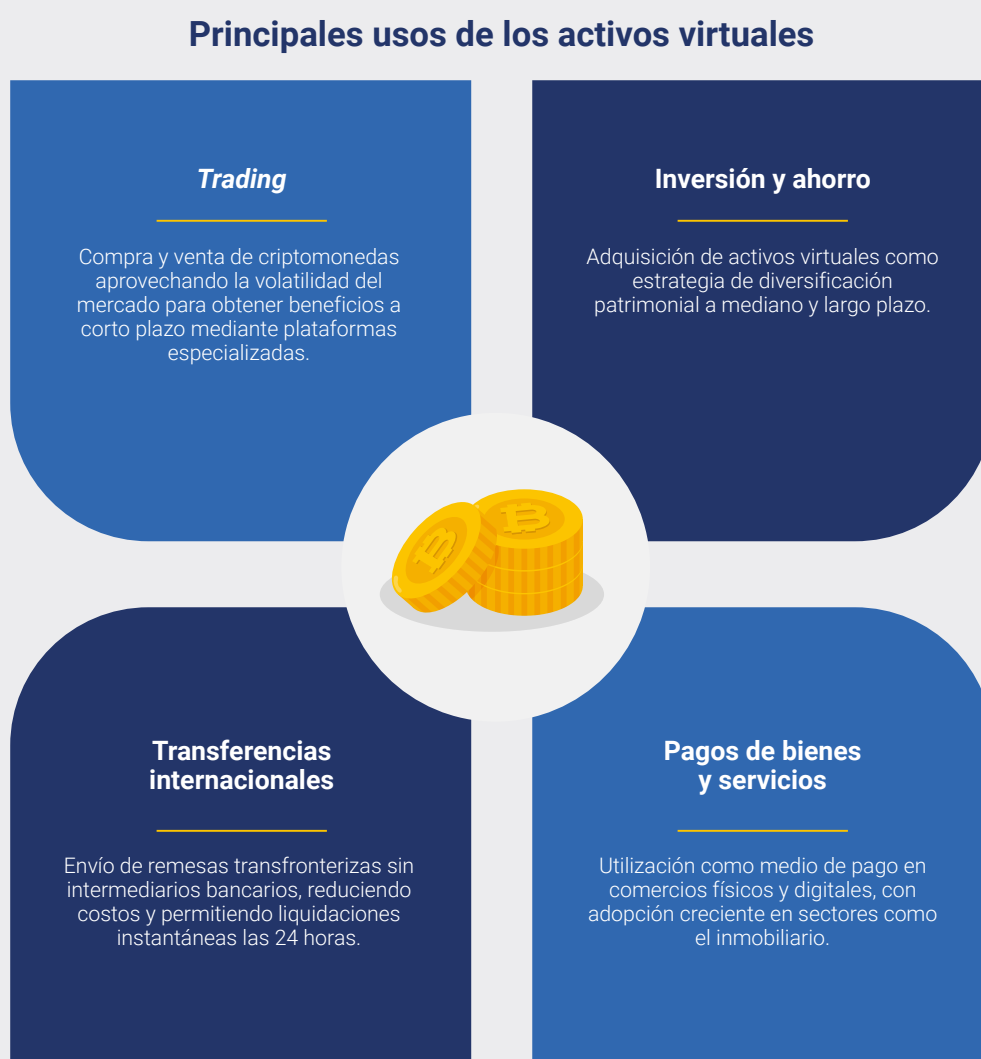 Principales usos de los activos virtuales
Trading
Compra y venta de criptomonedas
aprovechando la volatilidad del
mercado para obtener beneficios a
corto plazo mediante plataformas
especializadas.
Inversión y ahorro
Adquisición de activos virtuales como
estrategia de diversificación
patrimonial a mediano y largo plazo.
Transferencias
internacionales
Envío de remesas transfronterizas sin
intermediarios bancarios, reduciendo
costos y permitiendo liquidaciones
instantáneas las 24 horas.
Pagos de bienes
y servicios
Utilización como medio de pago en
comercios físicos y digitales, con
adopción creciente en sectores como
el inmobiliario.